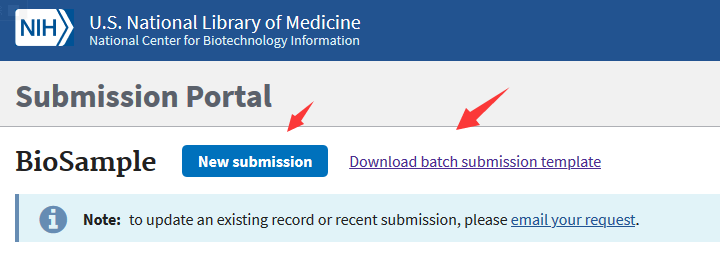 NIH
U.S. National Library of Medicine
National Center for Biotechnology Information
Submission Portal
BioSample New submission Download batch submission template
Note: to update an existing record or recent submission, please email your request.